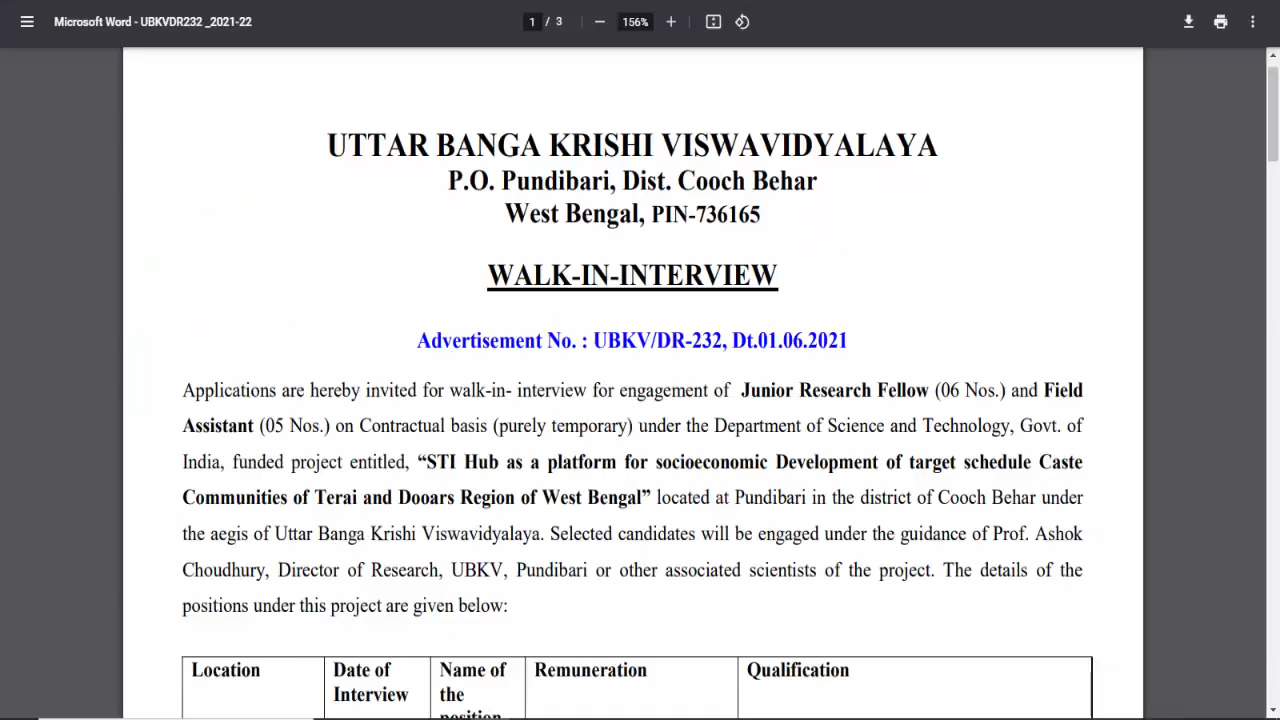 Microsoft Word - UBKVDR232 _2021-22
1 / 3
156%
UTTAR BANGA KRISHI VISWAVIDYALAYA
P.O. Pundibari, Dist. Cooch Behar
West Bengal, PIN-736165
WALK-IN-INTERVIEW
Advertisement No. : UBKV/DR-232, Dt.01.06.2021
Applications are hereby invited for walk-in- interview for engagement of Junior Research Fellow (06 Nos.) and Field
Assistant (05 Nos.) on Contractual basis (purely temporary) under the Department of Science and Technology, Govt. of
India, funded project entitled, “STI Hub as a platform for socioeconomic Development of target schedule Caste
Communities of Terai and Dooars Region of West Bengal” located at Pundibari in the district of Cooch Behar under
the aegis of Uttar Banga Krishi Viswavidyalaya. Selected candidates will be engaged under the guidance of Prof. Ashok
Choudhury, Director of Research, UBKV, Pundibari or other associated scientists of the project. The details of the
positions under this project are given below:
Location Date of Name of Remuneration Qualification
Interview the
position